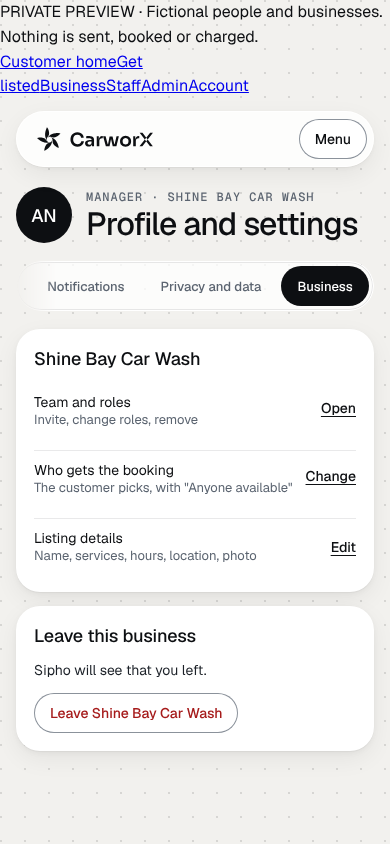 PRIVATE PREVIEW · Fictional people and businesses.
Nothing is sent, booked or charged.
Customer homeGet
listedBusinessStaffAdminAccount
CarworX
Menu
AN
MANAGER · SHINE BAY CAR WASH
Profile and settings
Notifications
Privacy and data
Business
Shine Bay Car Wash
Team and roles
Invite, change roles, remove
Open
Who gets the booking
The customer picks, with "Anyone available"
Change
Listing details
Name, services, hours, location, photo
Edit
Leave this business
Sipho will see that you left.
Leave Shine Bay Car Wash